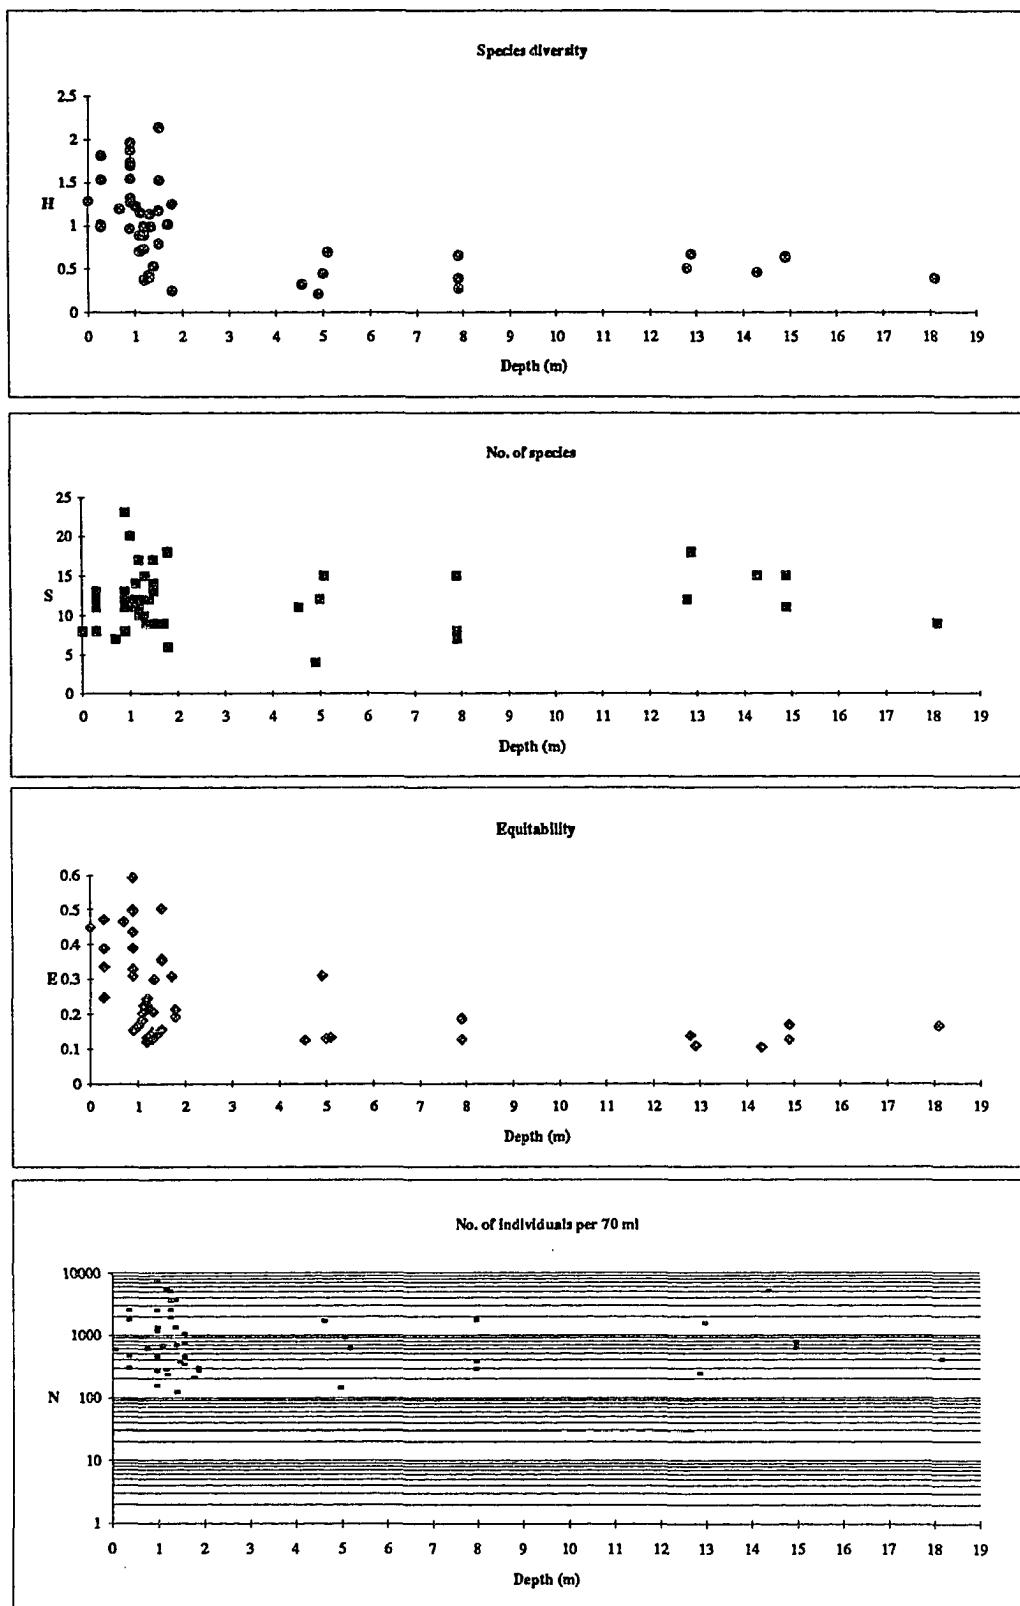 Species diversity
2.5
2
1.5
H
1
0.5
0
0 1 2 3 4 5 6 7 8 9 10 11 12 13 14 15 16 17 18 19
Depth (m)
No. of species
25
20
15
S
10
5
0
0 1 2 3 4 5 6 7 8 9 10 11 12 13 14 15 16 17 18 19
Depth (m)
Equitability
0.6
0.5
0.4
E 0.3
0.2
0.1
0
0 1 2 3 4 5 6 7 8 9 10 11 12 13 14 15 16 17 18 19
Depth (m)
No. of individuals per 70 ml
10000
1000
N 100
10
1
0 1 2 3 4 5 6 7 8 9 10 11 12 13 14 15 16 17 18 19
Depth (m)